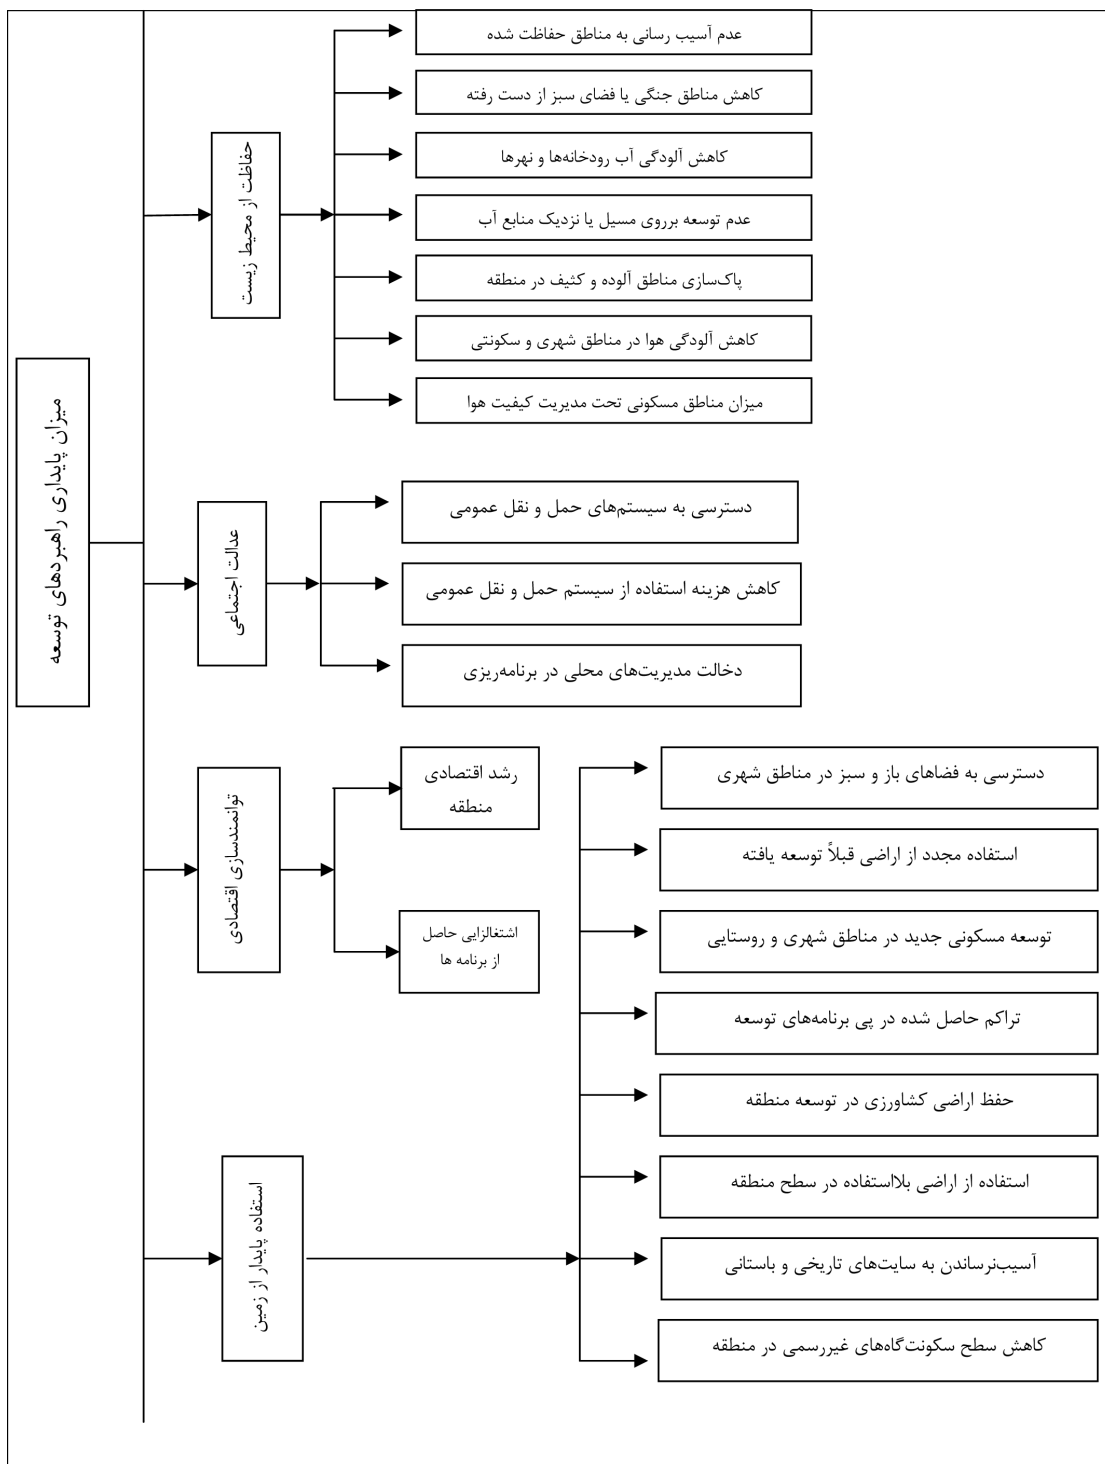 میزان پایداری راهبردهای توسعه
حفاظت از محیط زیست
عدم آسیب رسانی به مناطق حفاظت شده
کاهش مناطق جنگی یا فضای سبز از دست رفته
کاهش آلودگی آب رودخانه‌ها و نهرها
عدم توسعه برروی مسیل یا نزدیک منابع آب
پاک‌سازی مناطق آلوده و کثیف در منطقه
کاهش آلودگی هوا در مناطق شهری و سکونتی
میزان مناطق مسکونی تحت مدیریت کیفیت هوا
عدالت اجتماعی
دسترسی به سیستم‌های حمل و نقل عمومی
کاهش هزینه استفاده از سیستم حمل و نقل عمومی
دخالت مدیریت‌های محلی در برنامه‌ریزی
توانمندسازی اقتصادی
رشد اقتصادی
منطقه
اشتغالزایی حاصل
از برنامه ها
استفاده پایدار از زمین
دسترسی به فضاهای باز و سبز در مناطق شهری
استفاده مجدد از اراضی قبلاً توسعه یافته
توسعه مسکونی جدید در مناطق شهری و روستایی
تراکم حاصل شده در پی برنامه‌های توسعه
حفظ اراضی کشاورزی در توسعه منطقه
استفاده از اراضی بلااستفاده در سطح منطقه
آسیب‌نرساندن به سایت‌های تاریخی و باستانی
کاهش سطح سکونت‌گاه‌های غیررسمی در منطقه